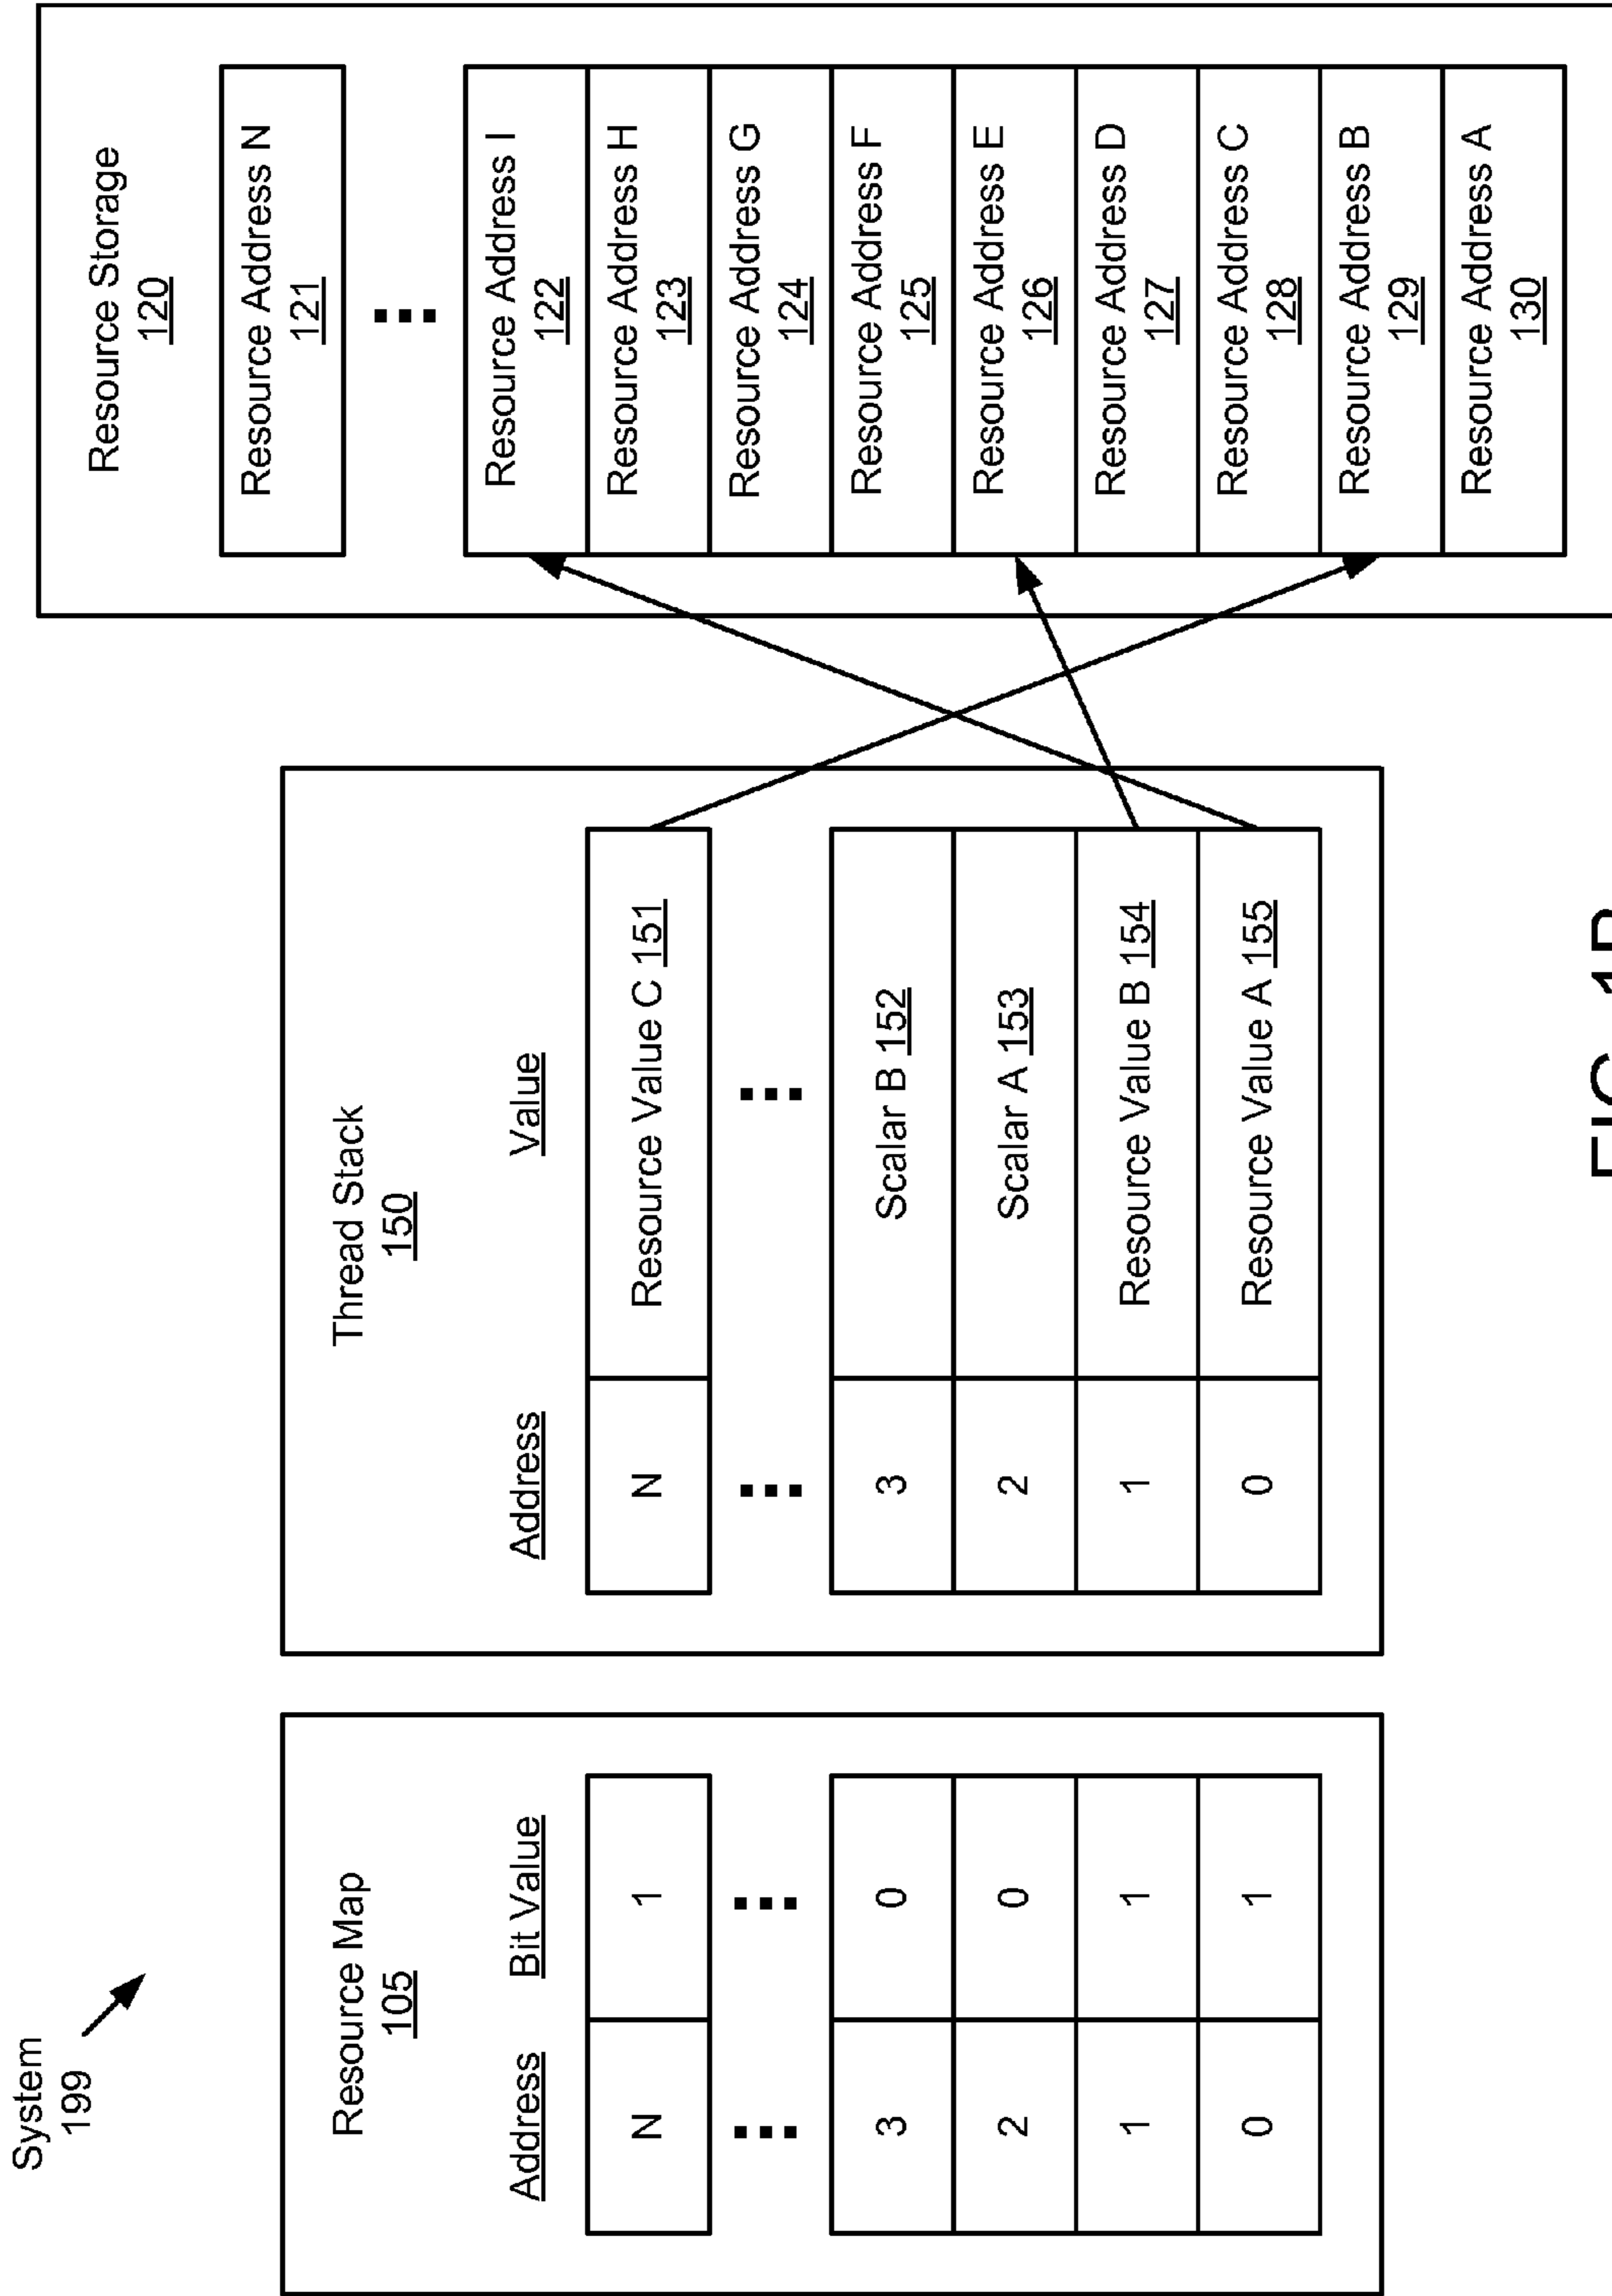 System
199
Resource Map
105
Address Bit Value
N 1
3 0
2 0
1 1
0 1
Thread Stack
150
Address Value
N Resource Value C 151
3 Scalar B 152
2 Scalar A 153
1 Resource Value B 154
0 Resource Value A 155
Resource Storage
120
Resource Address N
121
Resource Address I
122
Resource Address H
123
Resource Address G
124
Resource Address F
125
Resource Address E
126
Resource Address D
127
Resource Address C
128
Resource Address B
129
Resource Address A
130
FIG. 1B